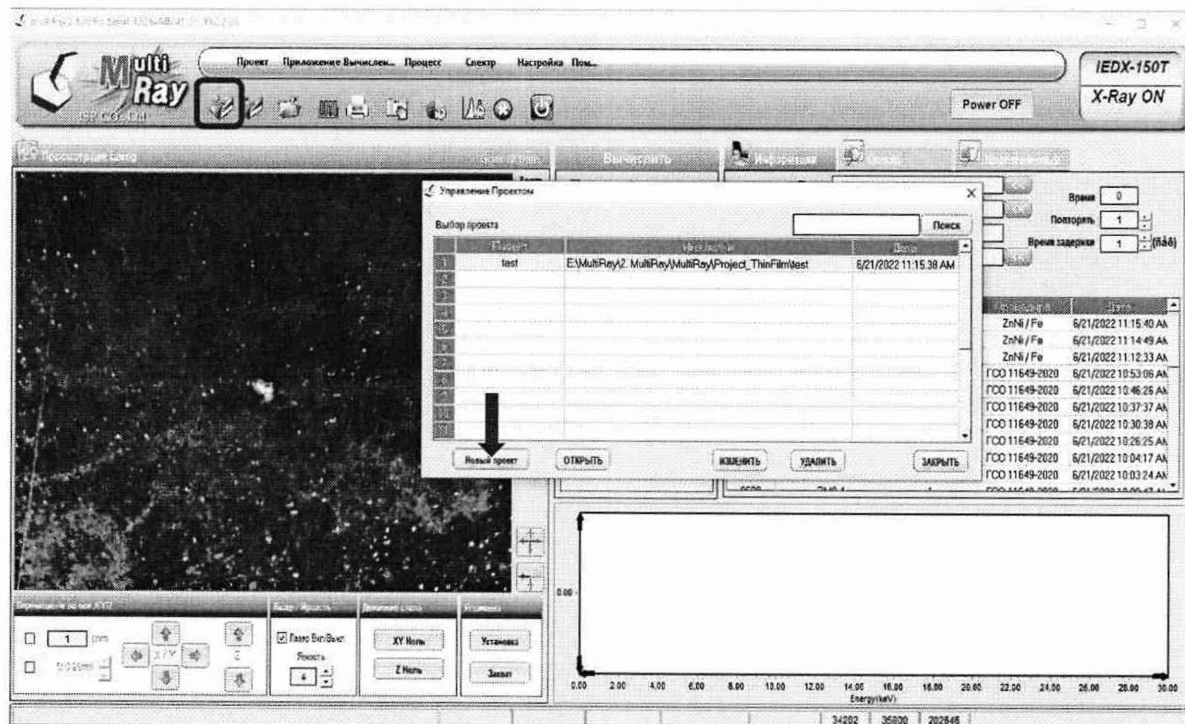 Multi Ray
Проект Приложение Вычислен... Процесс Спектр Настройка Пом...
IEDX-150T
X-Ray ON
Power OFF
Вычислить
Информация
Управление Проектом
Выбор проекта
Поиск
Проект
Дата
1 test E:\MultiRay\2. MultiRay\MultiRay\Project_ThinFilm\test 6/21/2022 11:15:38 AM
Новый проект ОТКРЫТЬ ИЗМЕНИТЬ УДАЛИТЬ ЗАКРЫТЬ
Время 0
Повторять 1
Время задержки 1 (ñåê)
ZnNi / Fe 6/21/2022 11:15:40 AM
ZnNi / Fe 6/21/2022 11:14:49 AM
ZnNi / Fe 6/21/2022 11:12:33 AM
ГСО 11649-2020 6/21/2022 10:53:06 AM
ГСО 11649-2020 6/21/2022 10:46:26 AM
ГСО 11649-2020 6/21/2022 10:37:37 AM
ГСО 11649-2020 6/21/2022 10:30:38 AM
ГСО 11649-2020 6/21/2022 10:26:25 AM
ГСО 11649-2020 6/21/2022 10:04:17 AM
ГСО 11649-2020 6/21/2022 10:03:24 AM
1 mm
X / Y
Z
Лазер Вкл/Выкл
Яркость
4
XY Ноль
Z Ноль
Установка
Захват
0.00
0.00 2.00 4.00 6.00 8.00 10.00 12.00 14.00 16.00 18.00 20.00 22.00 24.00 26.00 28.00 30.00
Energy(keV)
34202 35800 202646